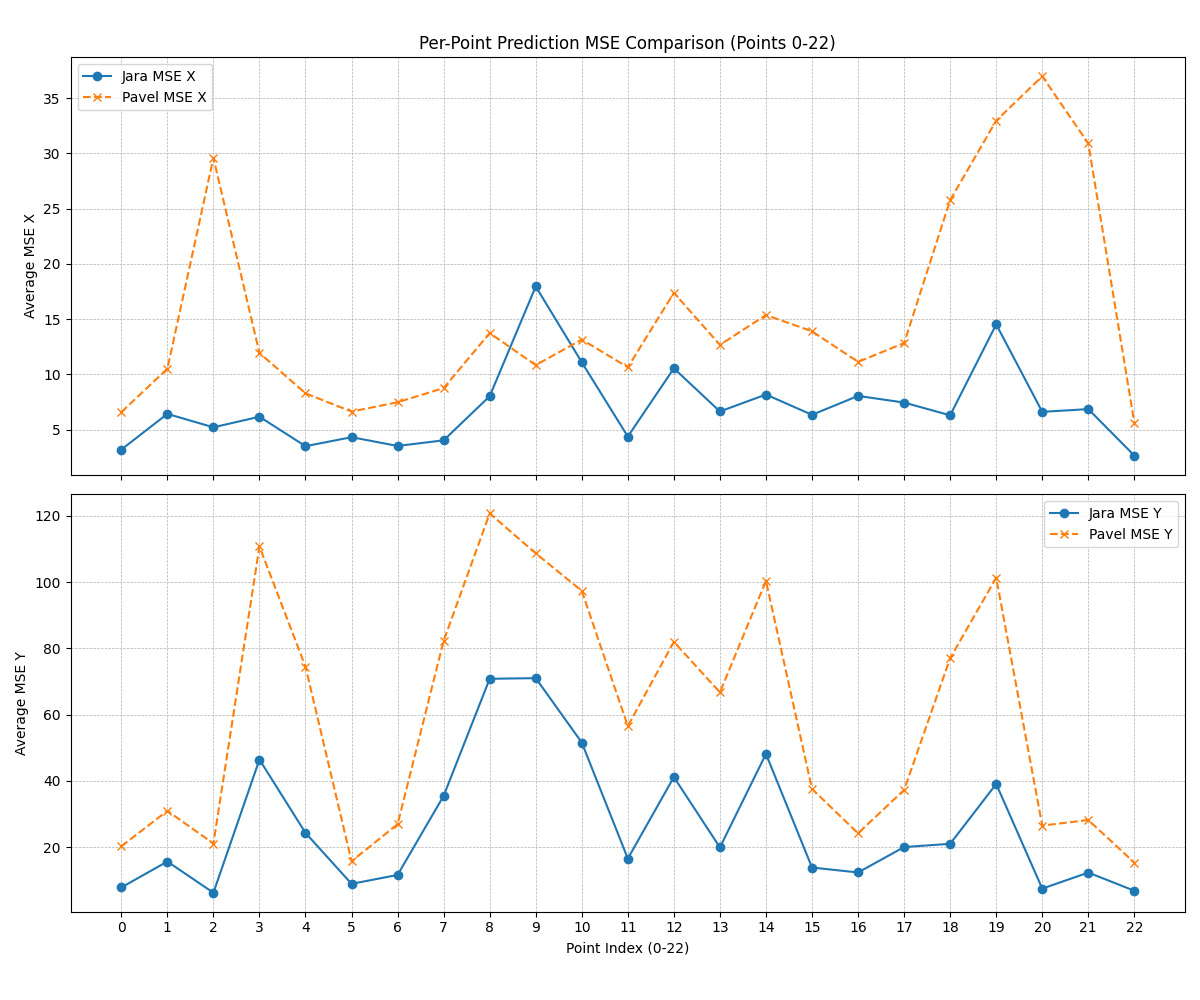 Per-Point Prediction MSE Comparison (Points 0-22)
Jara MSE X
Pavel MSE X
35
30
25
20
15
10
5
Average MSE X
Jara MSE Y
Pavel MSE Y
120
100
80
60
40
20
Average MSE Y
0 1 2 3 4 5 6 7 8 9 10 11 12 13 14 15 16 17 18 19 20 21 22
Point Index (0-22)